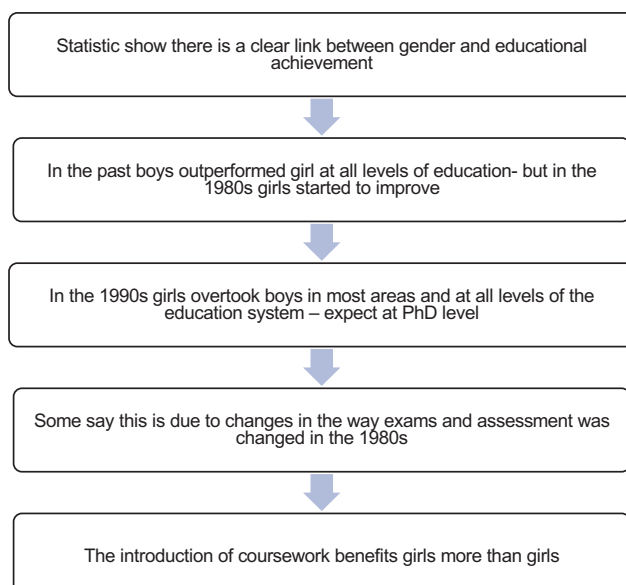 Statistic show there is a clear link between gender and educational
achievement
In the past boys outperformed girl at all levels of education- but in the
1980s girls started to improve
In the 1990s girls overtook boys in most areas and at all levels of the
education system – expect at PhD level
Some say this is due to changes in the way exams and assessment was
changed in the 1980s
The introduction of coursework benefits girls more than girls